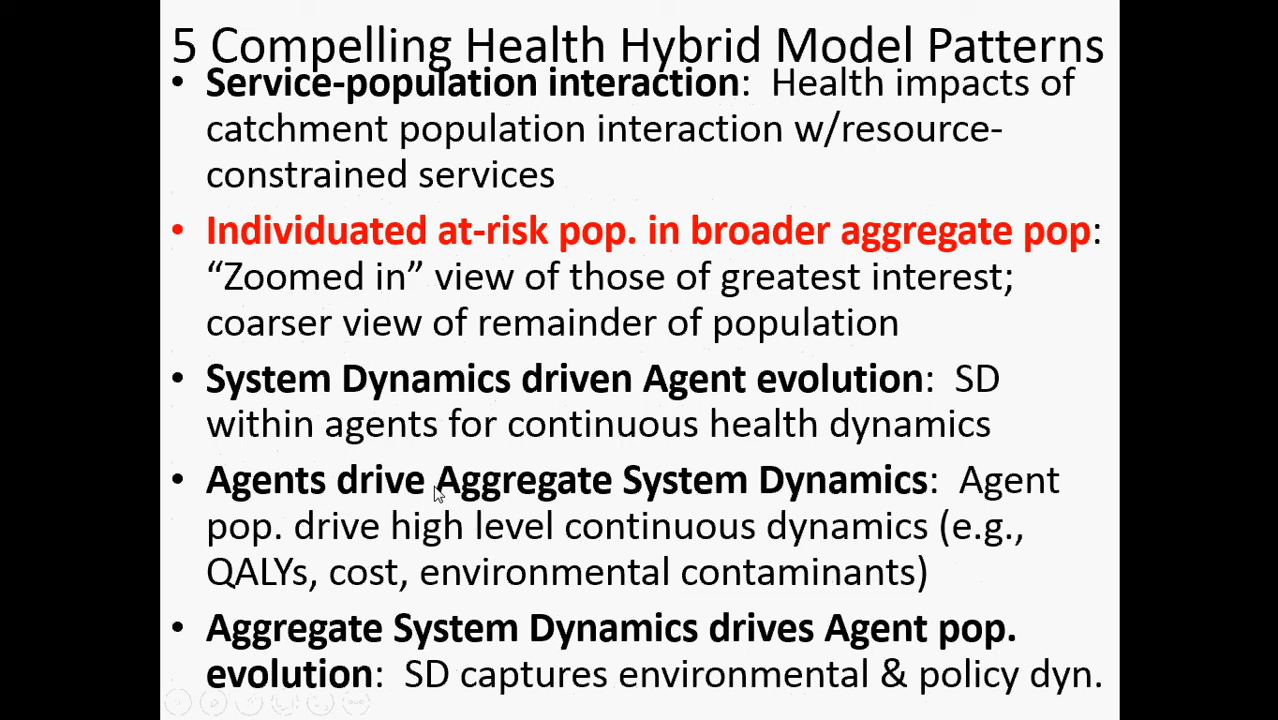 5 Compelling Health Hybrid Model Patterns
• Service-population interaction: Health impacts of
catchment population interaction w/resource-
constrained services
• Individuated at-risk pop. in broader aggregate pop:
“Zoomed in” view of those of greatest interest;
coarser view of remainder of population
• System Dynamics driven Agent evolution: SD
within agents for continuous health dynamics
• Agents drive Aggregate System Dynamics: Agent
pop. drive high level continuous dynamics (e.g.,
QALYs, cost, environmental contaminants)
• Aggregate System Dynamics drives Agent pop.
evolution: SD captures environmental & policy dyn.